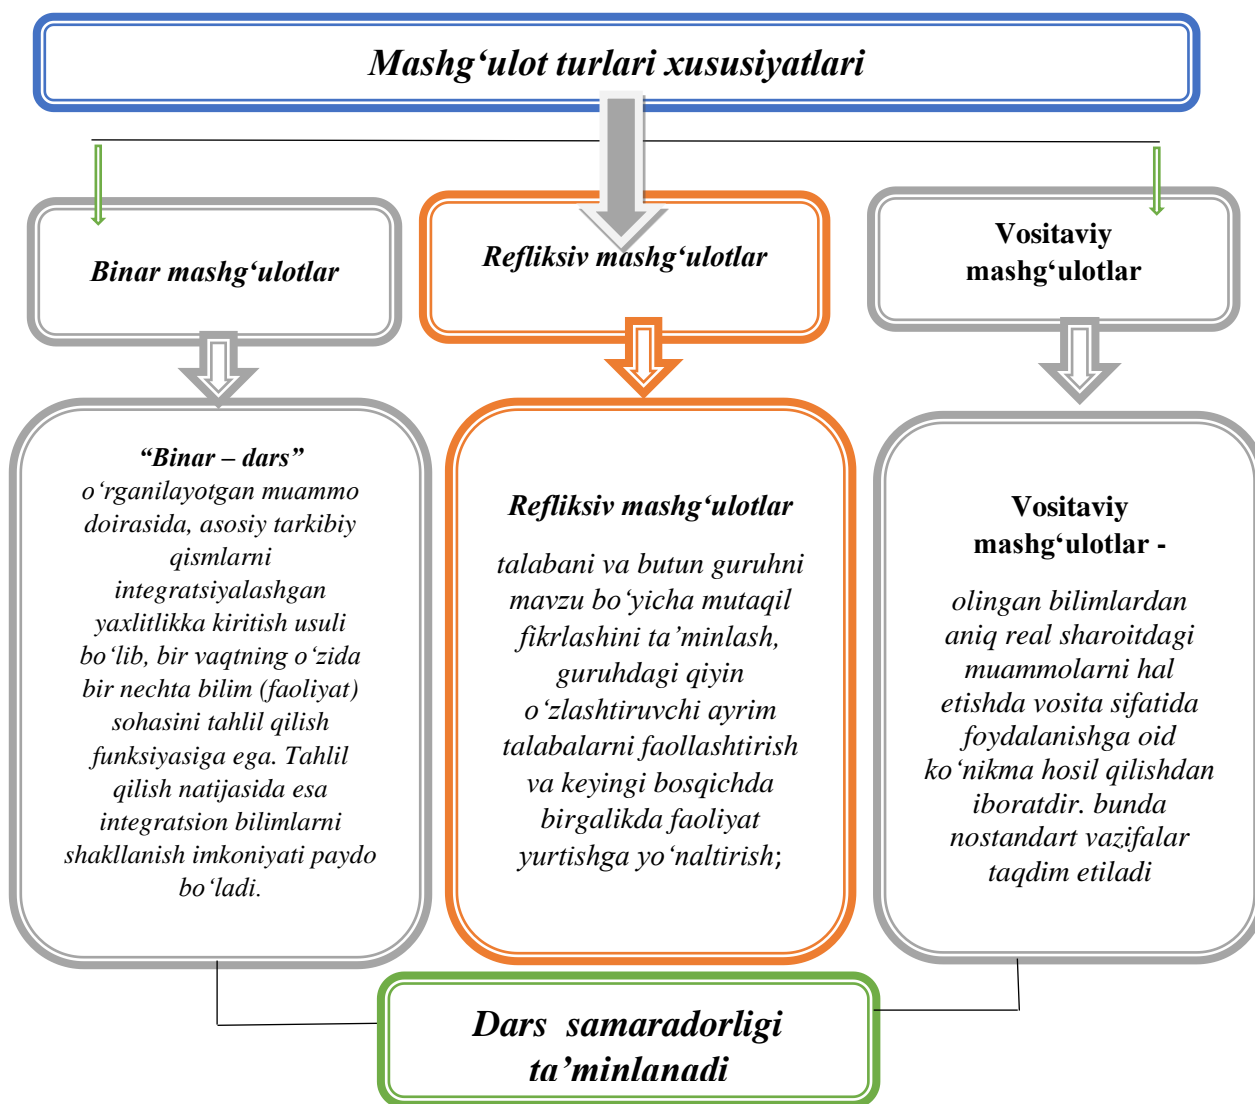 Mashg‘ulot turlari xususiyatlari
Binar mashg‘ulotlar
Refliksiv mashg‘ulotlar
Vositaviy
mashg‘ulotlar
“Binar – dars”
o‘rganilayotgan muammo
doirasida, asosiy tarkibiy
qismlarni
integratsiyalashgan
yaxlitlikka kiritish usuli
bo‘lib, bir vaqtning o‘zida
bir nechta bilim (faoliyat)
sohasini tahlil qilish
funksiyasiga ega. Tahlil
qilish natijasida esa
integratsion bilimlarni
shakllanish imkoniyati paydo
bo‘ladi.
Refliksiv mashg‘ulotlar
talabani va butun guruhni
mavzu bo‘yicha mutaqil
fikrlashini ta’minlash,
guruhdagi qiyin
o‘zlashtiruvchi ayrim
talabalarni faollashtirish
va keyingi bosqichda
birgalikda faoliyat
yurtishga yo‘naltirish;
Vositaviy
mashg‘ulotlar -
olingan bilimlardan
aniq real sharoitdagi
muammolarni hal
etishda vosita sifatida
foydalanishga oid
ko‘nikma hosil qilishdan
iboratdir. bunda
nostandart vazifalar
taqdim etiladi
Dars samaradorligi
ta’minlanadi